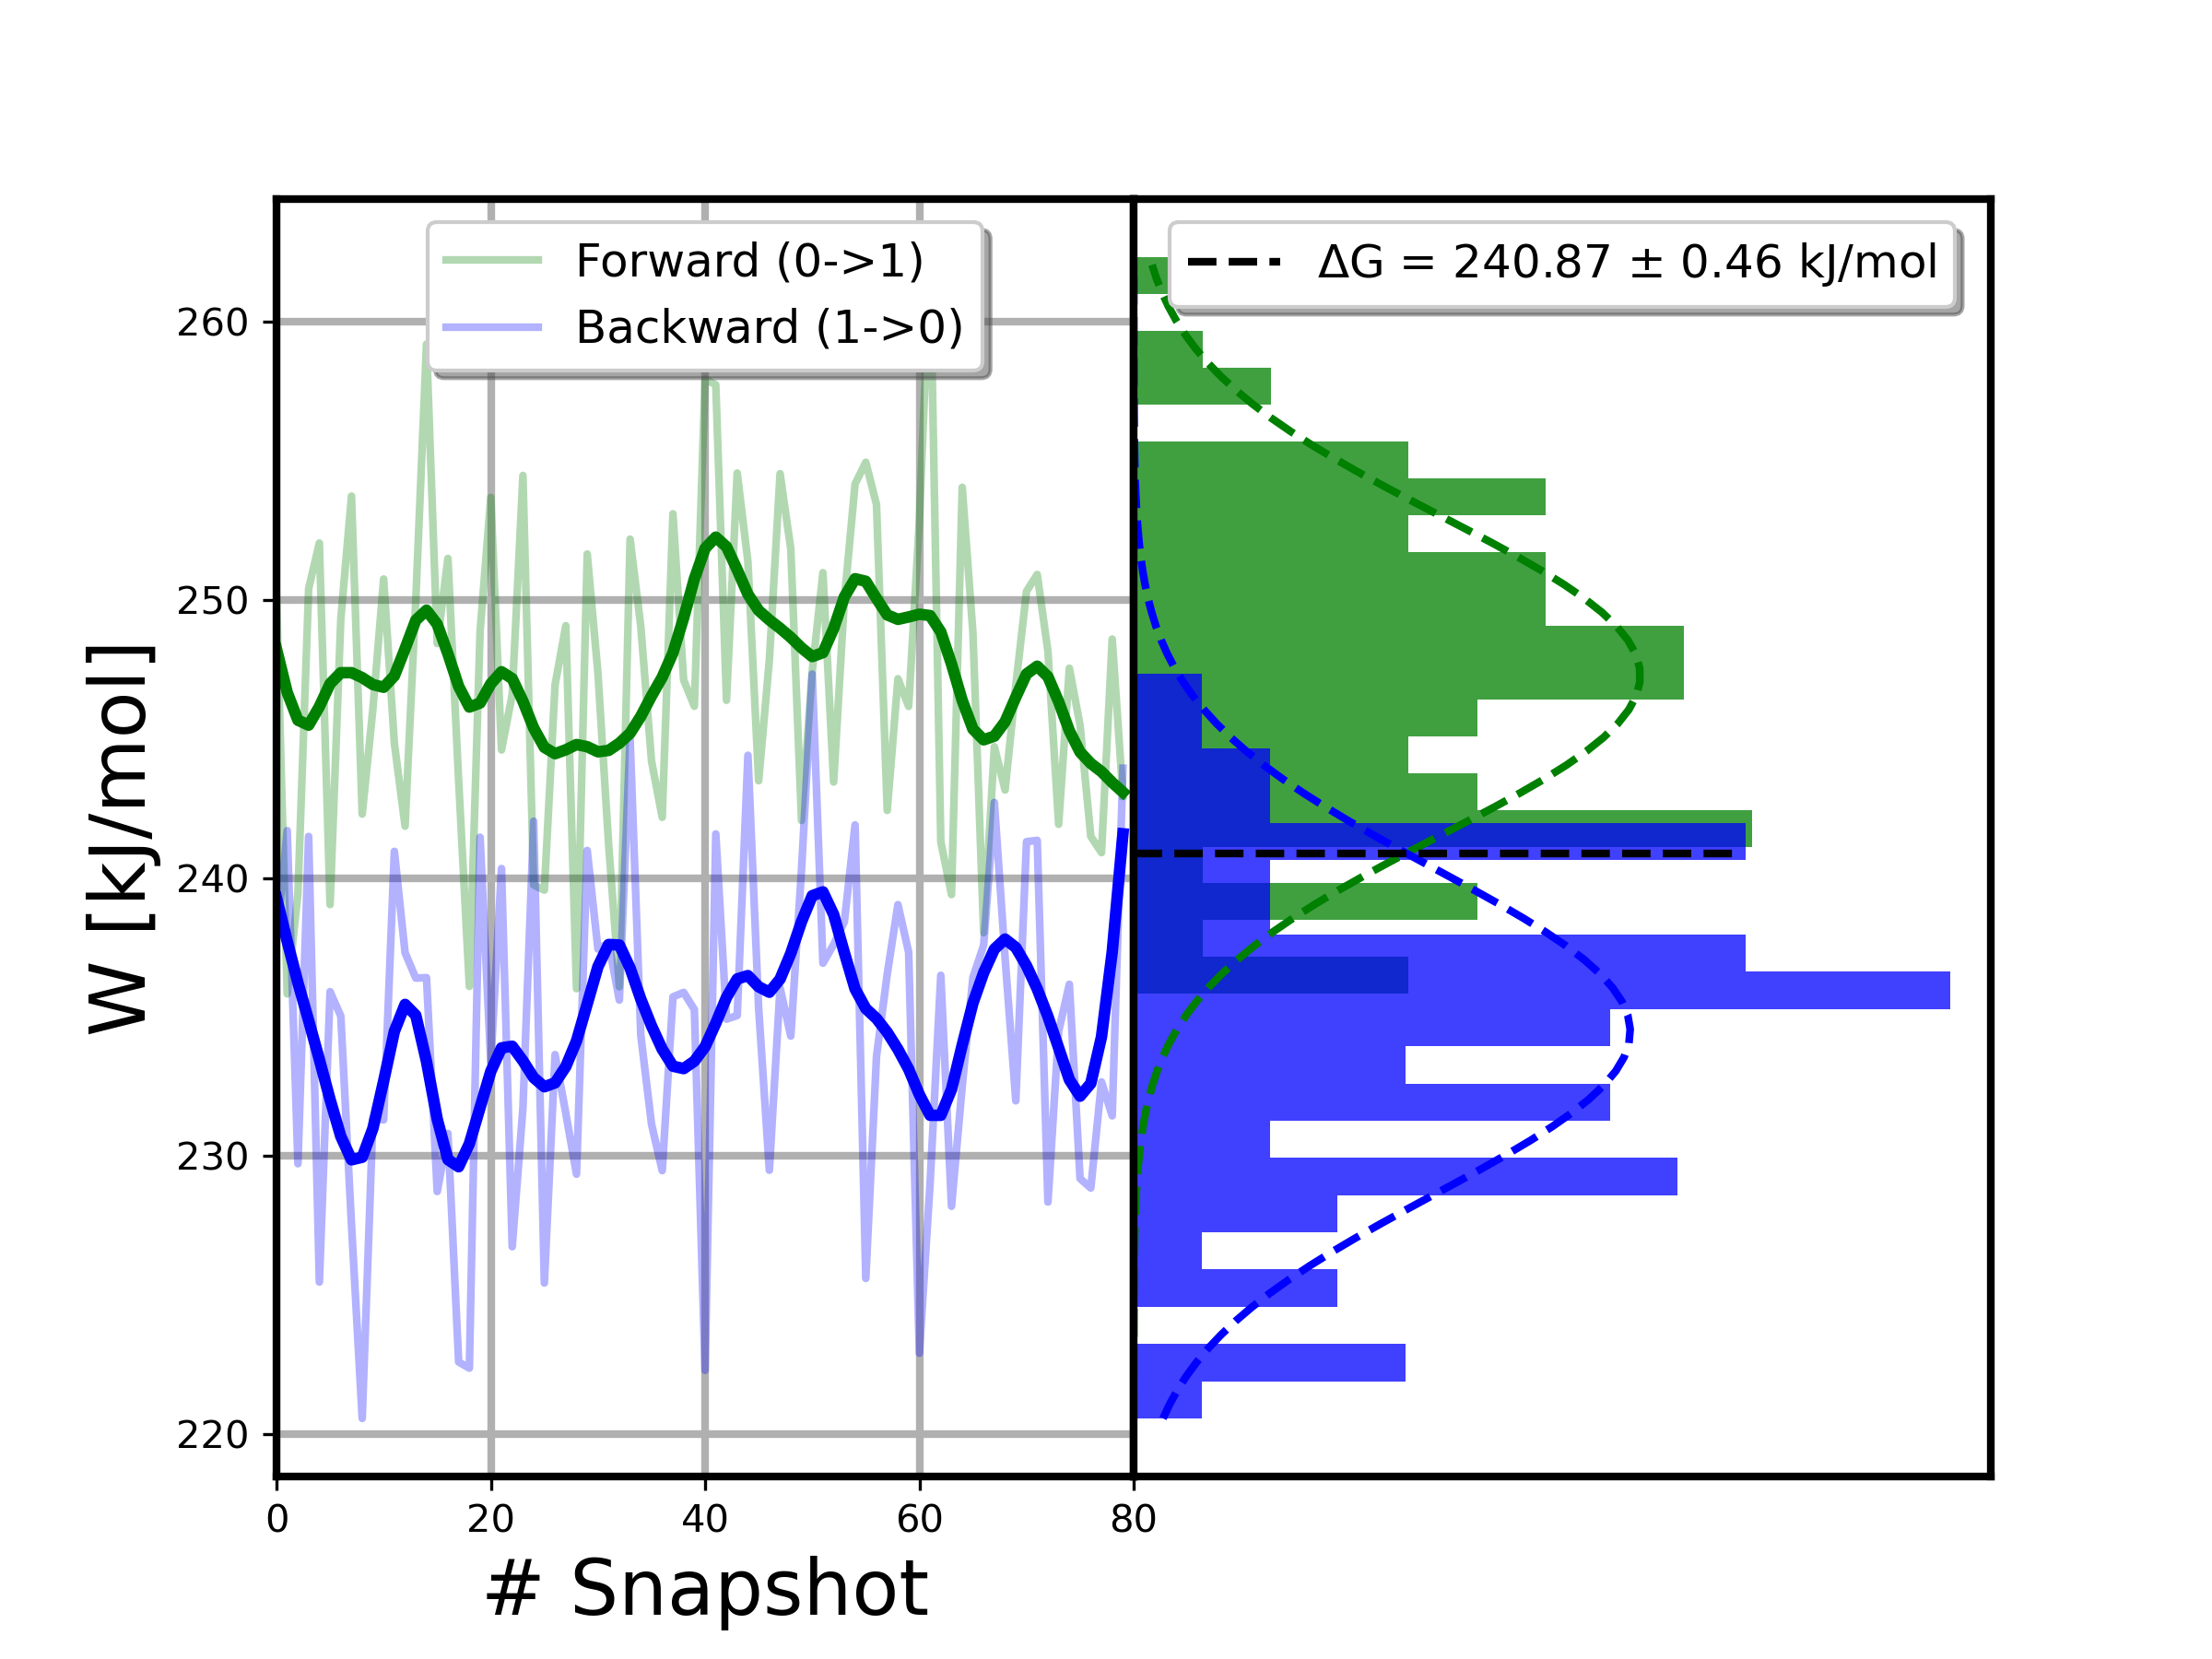 Forward (0->1)
Backward (1->0)
ΔG = 240.87 ± 0.46 kJ/mol
W [kJ/mol]
260
250
240
230
220
0 20 40 60 80
# Snapshot